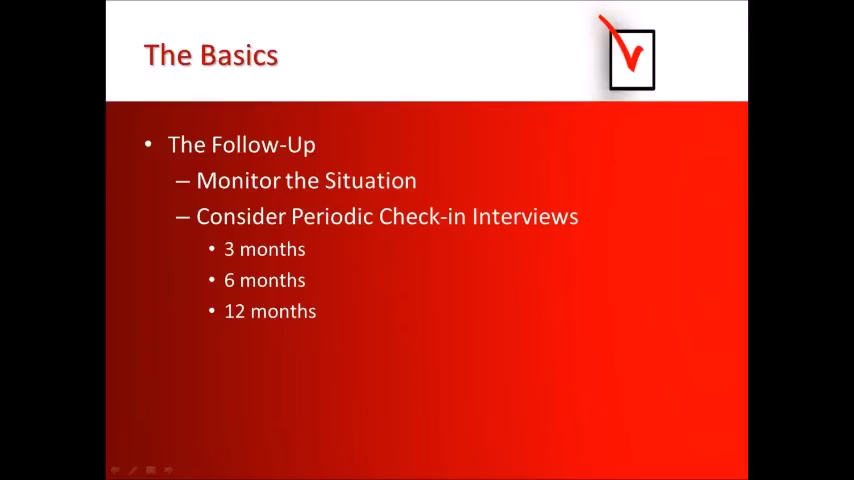 The Basics
• The Follow-Up
– Monitor the Situation
– Consider Periodic Check-in Interviews
• 3 months
• 6 months
• 12 months